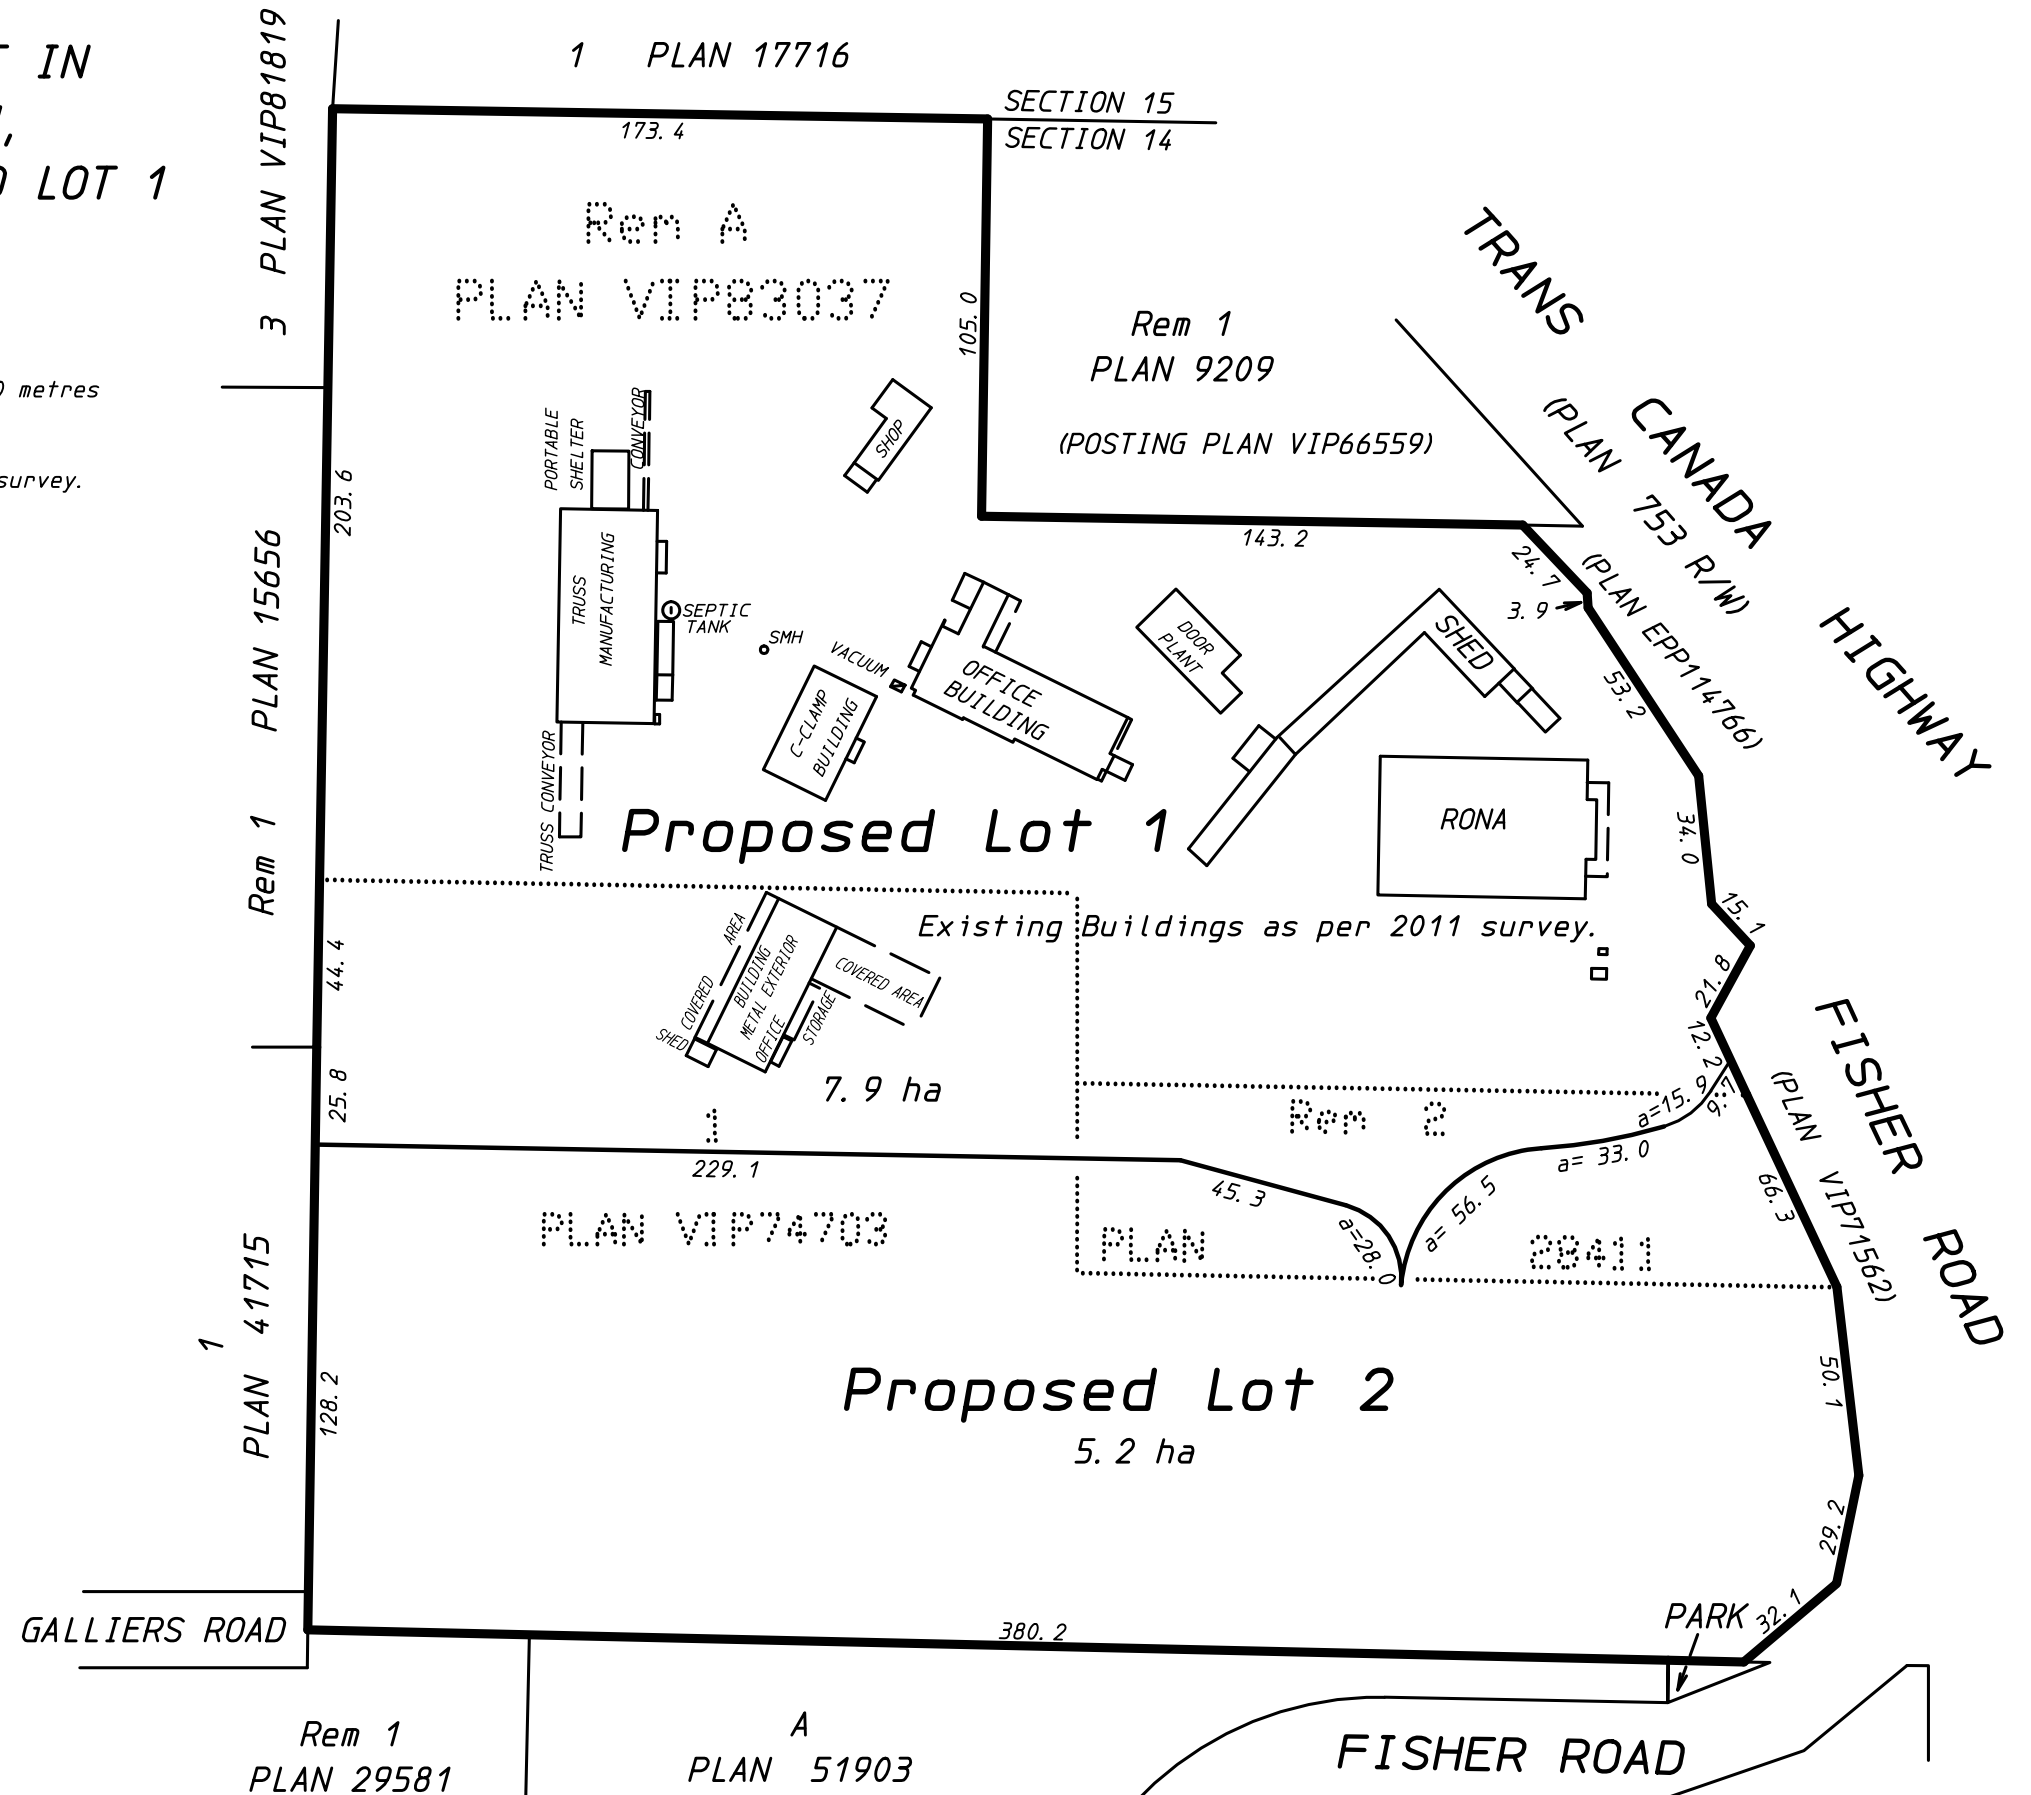 IN
LOT 1
metres
survey.
3 PLAN VIP81819
1 PLAN 17716
SECTION 15
SECTION 14
173.4
Rem A
PLAN VIP83037
105.0
Rem 1
PLAN 9209
(POSTING PLAN VIP66559)
TRANS
CANADA
HIGHWAY
(PLAN 753 R/W)
(PLAN EPP114766)
203.6
PORTABLE
SHELTER
CONVEYOR
SHOP
143.2
24.7
3.9
53.2
34.0
15.1
21.8
12.2
9.7
TRUSS
MANUFACTURING
SEPTIC
TANK
SMH
VACUUM
C-CLAMP
BUILDING
OFFICE
BUILDING
DOOR
PLANT
SHED
RONA
TRUSS CONVEYOR
PLAN 15656
Rem 1
Proposed Lot 1
Existing Buildings as per 2011 survey.
44.4
25.8
COVERED AREA
SHED
BUILDING
METAL EXTERIOR
OFFICE
STORAGE
COVERED AREA
7.9 ha
1
Rem 2
a=15.9
a= 33.0
a= 56.5
a=28.0
229.1
45.3
PLAN VIP74703
PLAN 28411
FISHER ROAD
(PLAN VIP71562)
66.3
50.1
29.2
32.1
1
PLAN 41715
128.2
Proposed Lot 2
5.2 ha
GALLIERS ROAD
380.2
PARK
Rem 1
PLAN 29581
A
PLAN 51903
FISHER ROAD